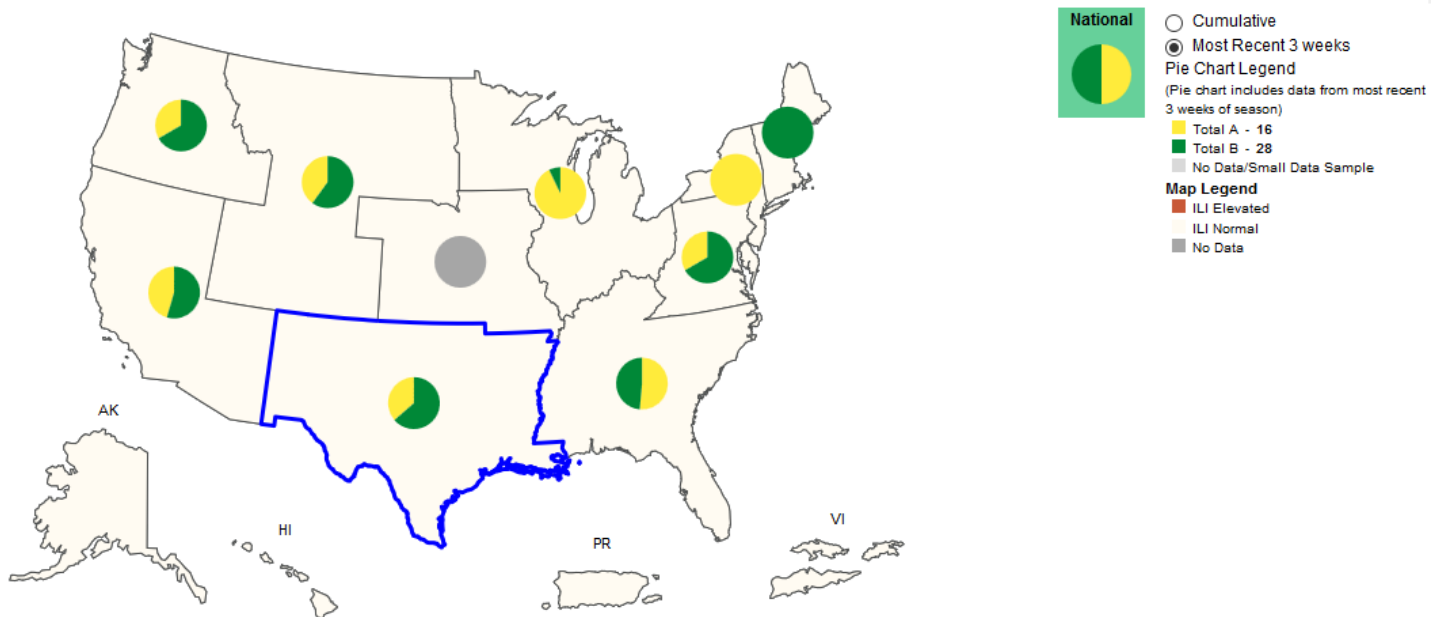 National
Cumulative
Most Recent 3 weeks
Pie Chart Legend
(Pie chart includes data from most recent
3 weeks of season)
Total A - 16
Total B - 28
No Data/Small Data Sample
Map Legend
ILI Elevated
ILI Normal
No Data
AK
HI
PR
VI